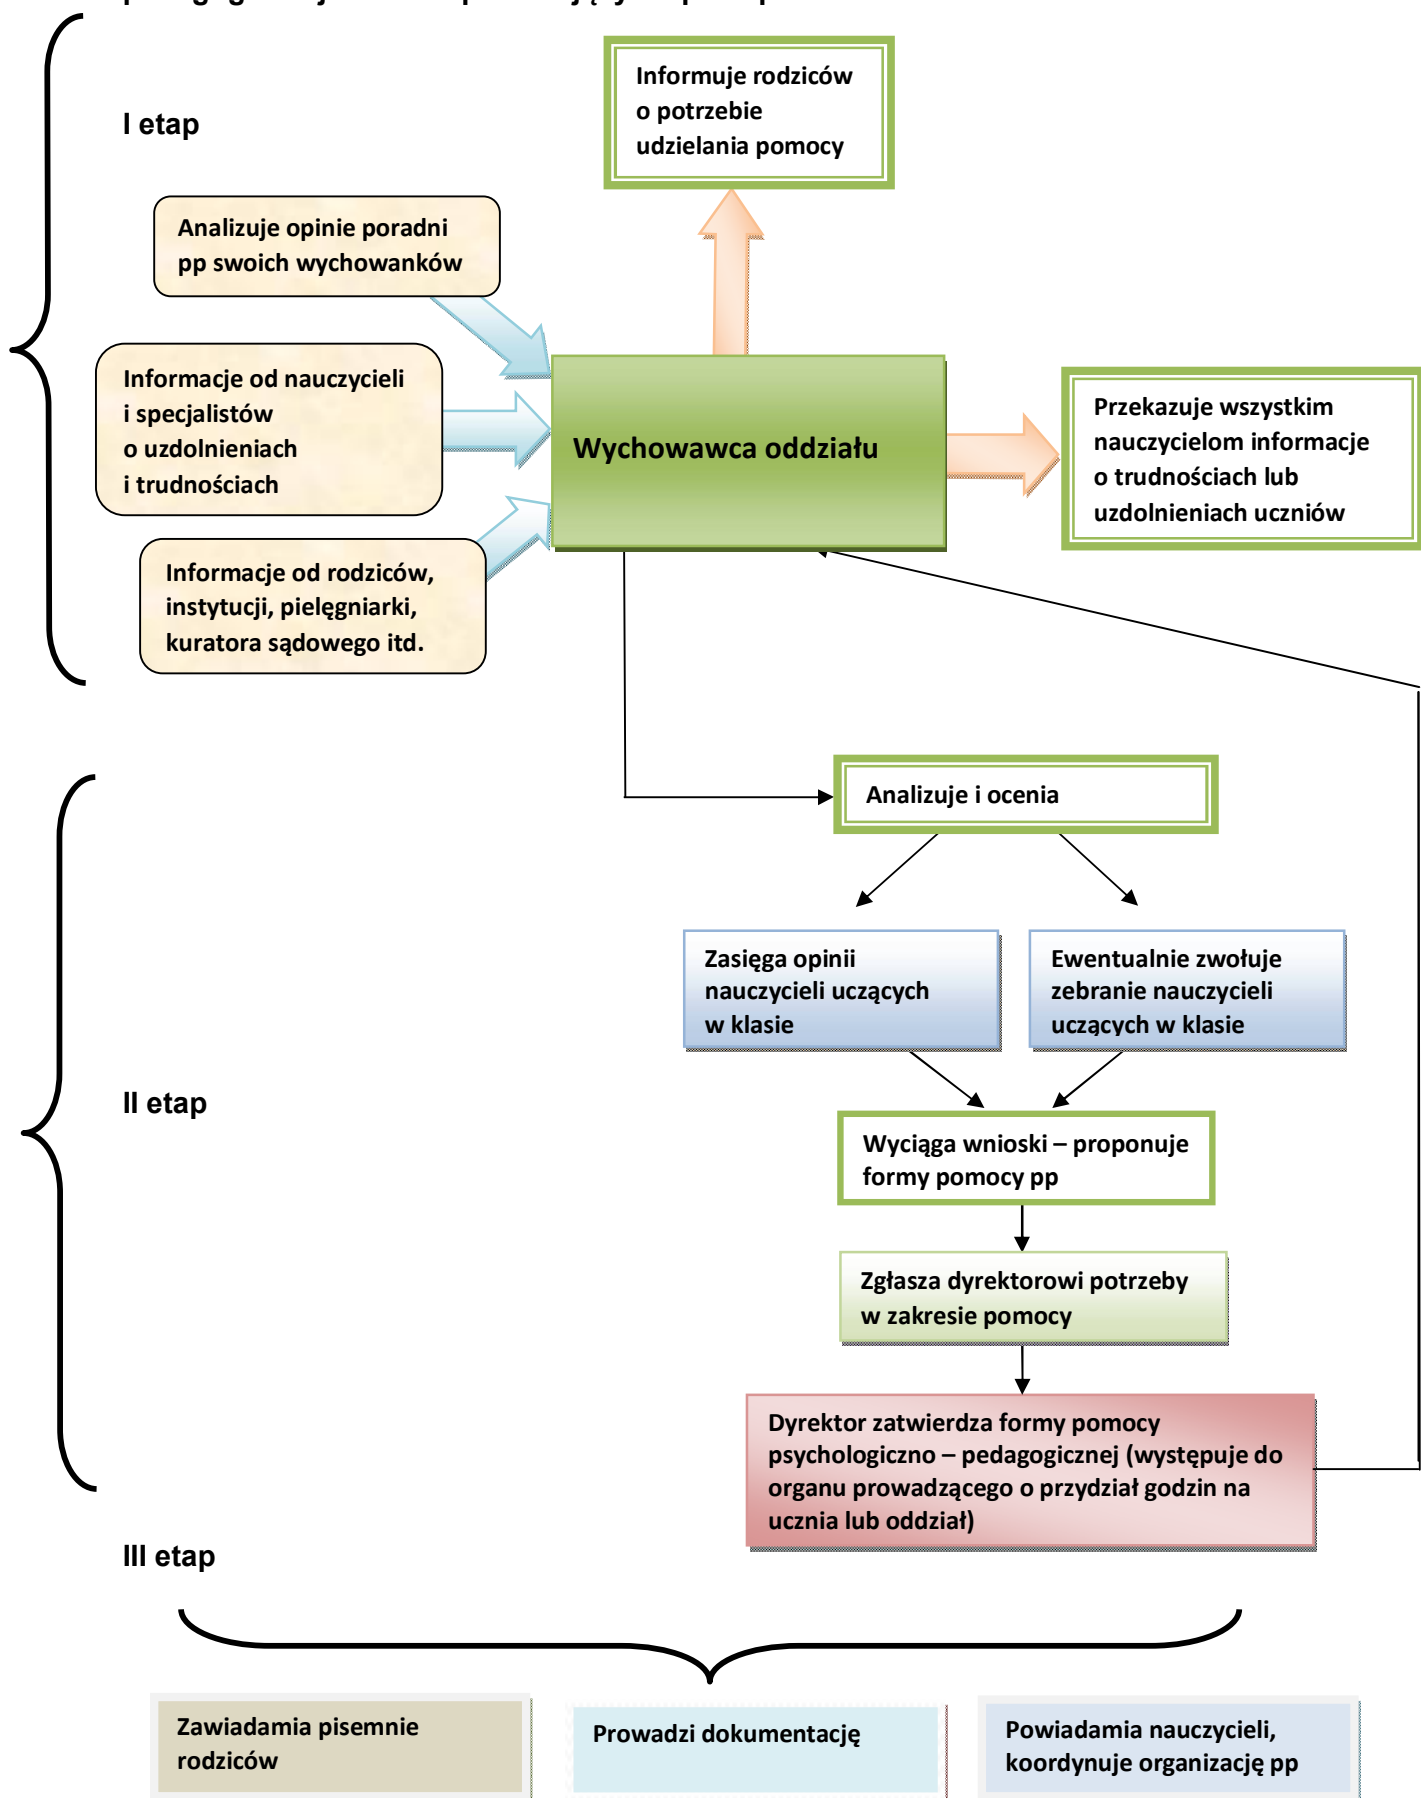 I etap
Informuje rodziców
o potrzebie
udzielania pomocy
Analizuje opinie poradni
pp swoich wychowanków
Informacje od nauczycieli
i specjalistów
o uzdolnieniach
i trudnościach
Wychowawca oddziału
Przekazuje wszystkim
nauczycielom informacje
o trudnościach lub
uzdolnieniach uczniów
Informacje od rodziców,
instytucji, pielęgniarki,
kuratora sądowego itd.
Analizuje i ocenia
Zasięga opinii
nauczycieli uczących
w klasie
Ewentualnie zwołuje
zebranie nauczycieli
uczących w klasie
II etap
Wyciąga wnioski – proponuje
formy pomocy pp
Zgłasza dyrektorowi potrzeby
w zakresie pomocy
Dyrektor zatwierdza formy pomocy
psychologiczno – pedagogicznej (występuje do
organu prowadzącego o przydział godzin na
ucznia lub oddział)
III etap
Zawiadamia pisemnie
rodziców
Prowadzi dokumentację
Powiadamia nauczycieli,
koordynuje organizację pp